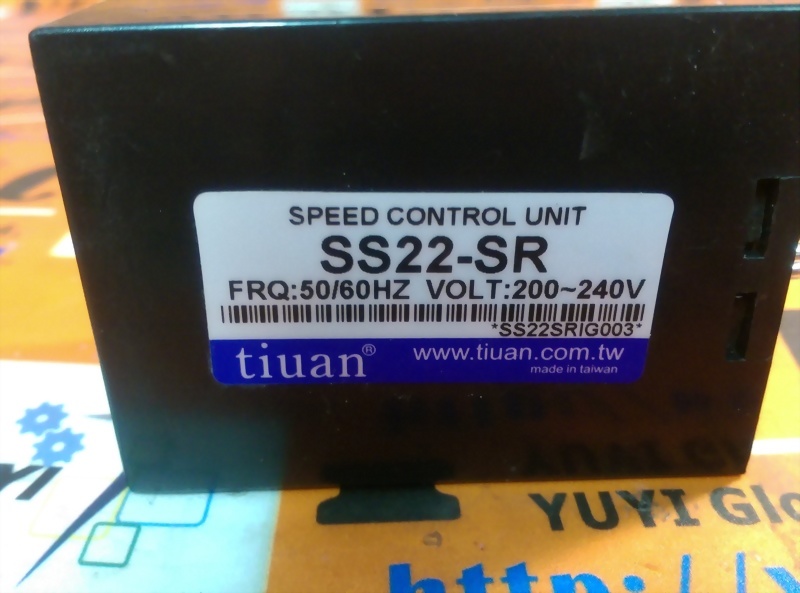 SPEED CONTROL UNIT
SS22-SR
FRQ:50/60HZ VOLT:200~240V
*SS22SRIG003*
tiuan®
www.tiuan.com.tw
made in taiwan
YUYI Glo
http://